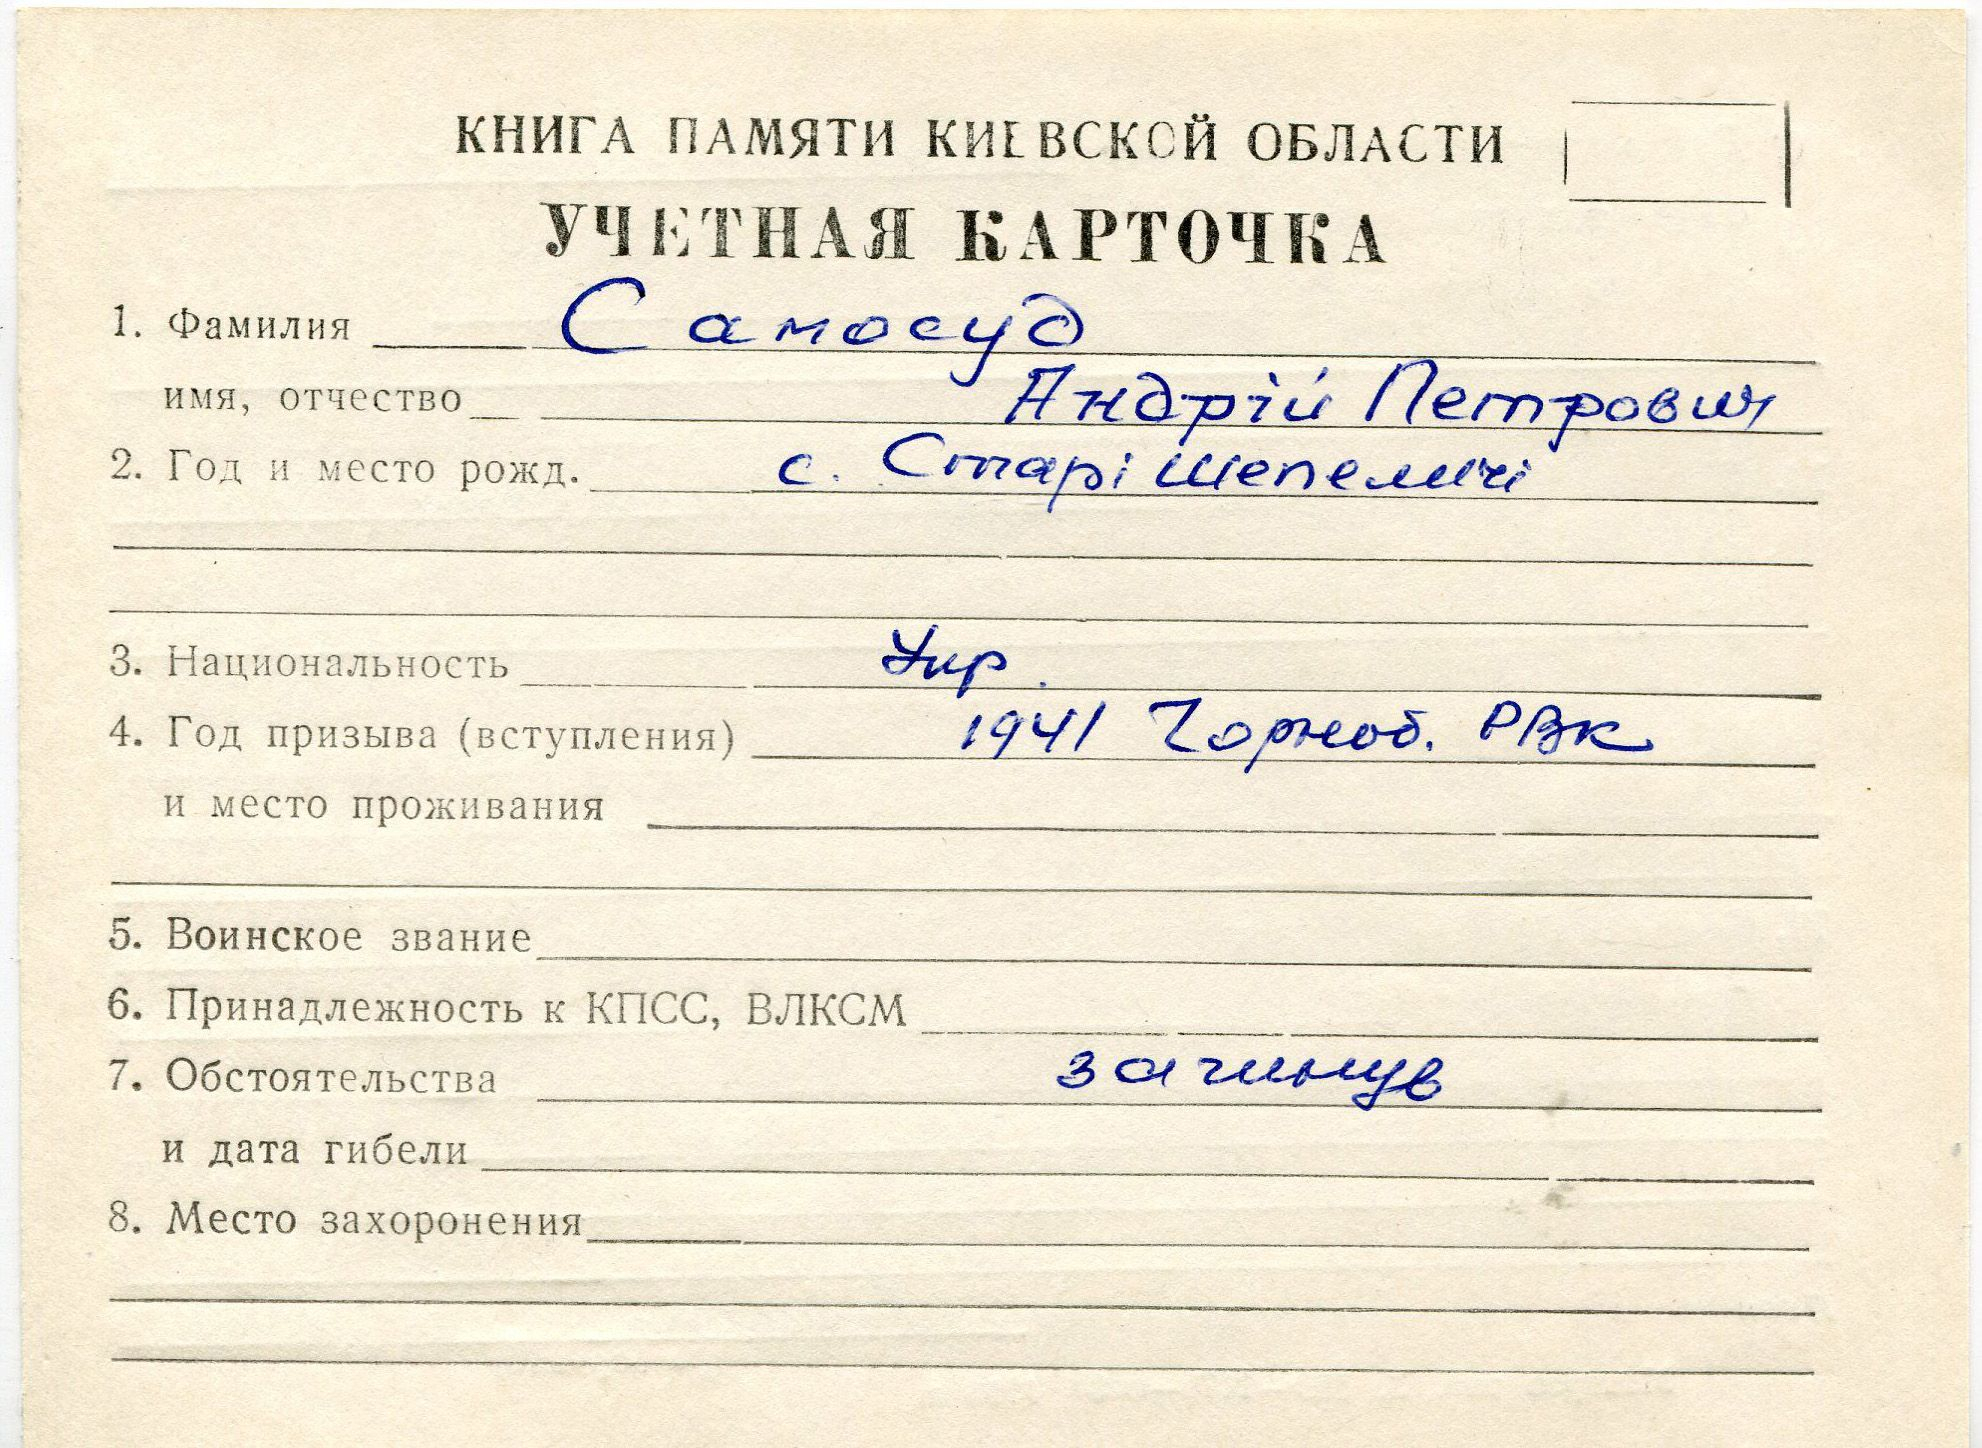 КНИГА ПАМЯТИ КИЕВСКОЙ ОБЛАСТИ
УЧЕТНАЯ КАРТОЧКА
1. Фамилия Самосуд
имя, отчество Андрій Петрович
2. Год и место рожд. с. Старі Шепеличі
3. Национальность Укр.
4. Год призыва (вступления) 1941 Чорноб. РВК
и место проживания
5. Воинское звание
6. Принадлежность к КПСС, ВЛКСМ
7. Обстоятельства загинув
и дата гибели
8. Место захоронения